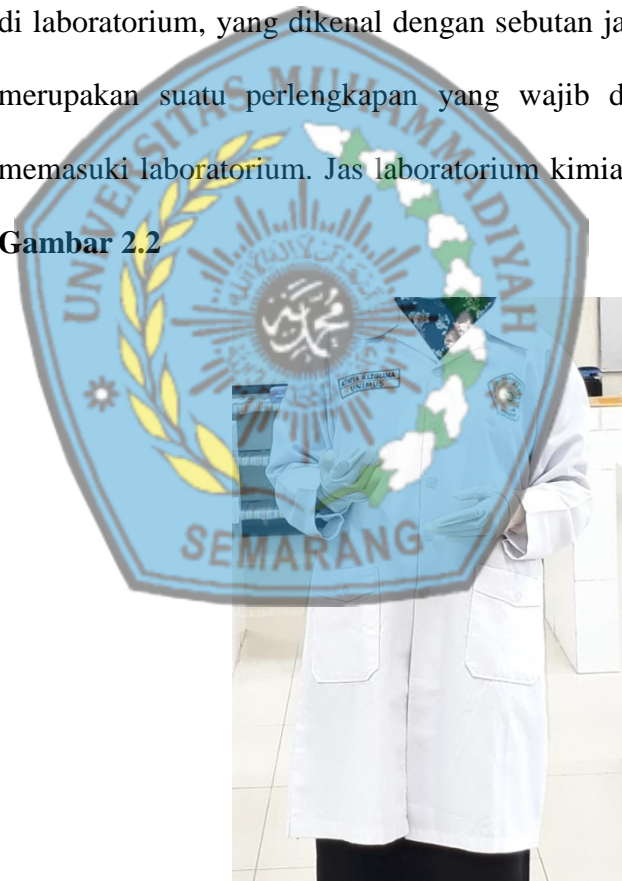 di laboratorium, yang dikenal dengan sebutan ja
merupakan suatu perlengkapan yang wajib d
memasuki laboratorium. Jas laboratorium kimia
Gambar 2.2
UNIVERSITAS MUHAMMADIYAH
SEMARANG
UNIMUS